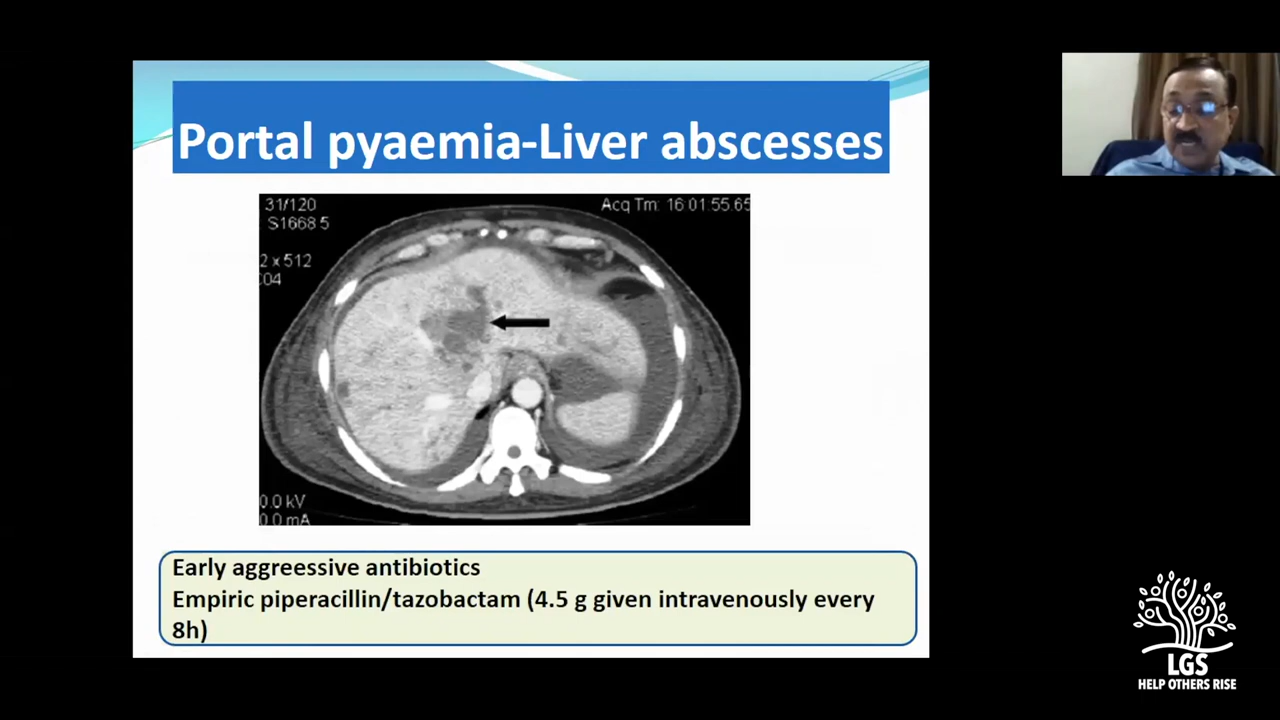 Portal pyaemia-Liver abscesses
31/120
S1668 5
Acq Tm: 16:01:55.65
2 x 512
C04
0.0 kV
0.0 mA
Early aggreessive antibiotics
Empiric piperacillin/tazobactam (4.5 g given intravenously every
8h)
LGS
HELP OTHERS RISE